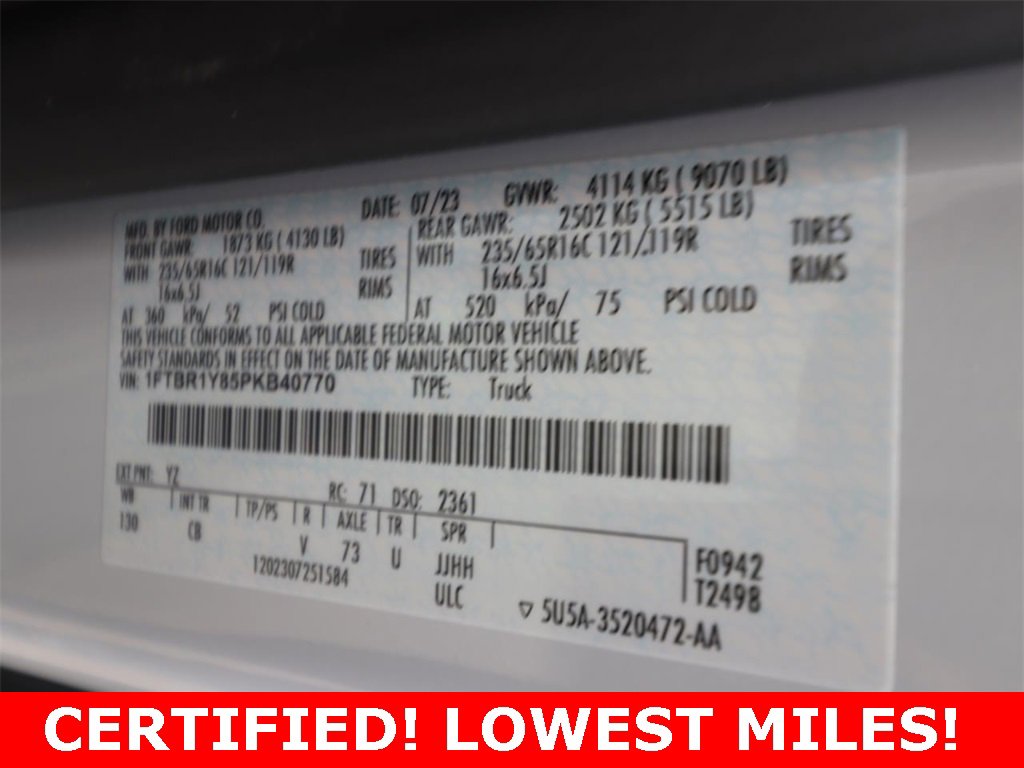 MFD. BY FORD MOTOR CO. DATE: 07/23 GVWR: 4114 KG ( 9070 LB)
FRONT GAWR: 1873 KG ( 4130 LB) REAR GAWR: 2502 KG ( 5515 LB)
WITH 235/65R16C 121/119R TIRES WITH 235/65R16C 121/119R TIRES
16x6.5J RIMS 16x6.5J RIMS
AT 360 kPa/ 52 PSI COLD AT 520 kPa/ 75 PSI COLD
THIS VEHICLE CONFORMS TO ALL APPLICABLE FEDERAL MOTOR VEHICLE
SAFETY STANDARDS IN EFFECT ON THE DATE OF MANUFACTURE SHOWN ABOVE.
VIN: 1FTBR1Y85PKB40770 TYPE: Truck
EXT PNT: YZ RC: 71 DSO: 2361
WB INT TR TP/PS R AXLE TR SPR
130 CB V 73 U JJHH F0942
1202307251584 ULC T2498
▽ 5U5A-3520472-AA
CERTIFIED! LOWEST MILES!